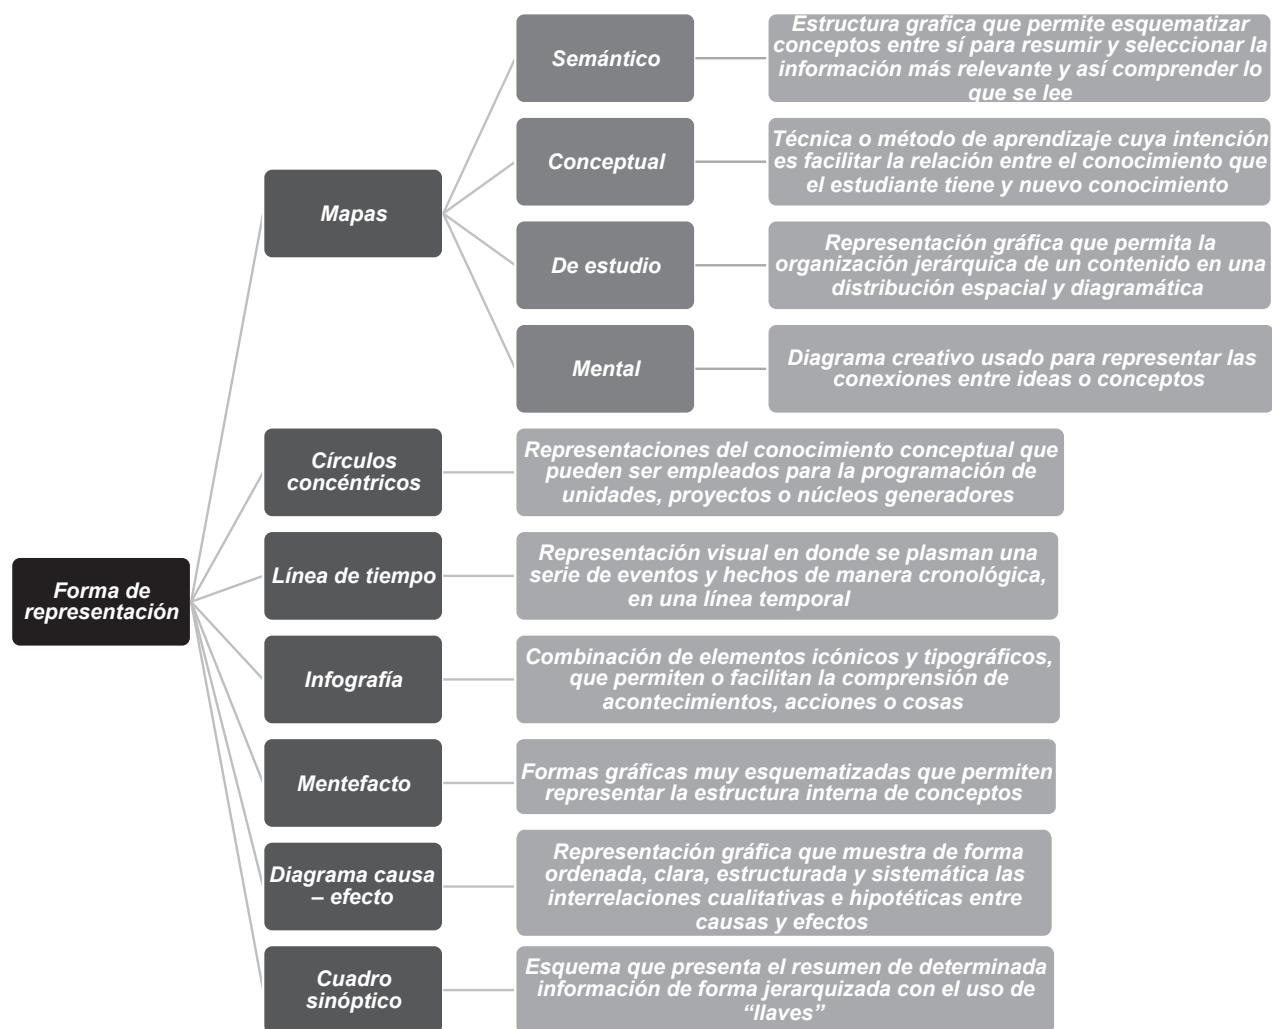 Forma de
representación
Mapas
Semántico
Estructura grafica que permite esquematizar
conceptos entre sí para resumir y seleccionar la
información más relevante y así comprender lo
que se lee
Conceptual
Técnica o método de aprendizaje cuya intención
es facilitar la relación entre el conocimiento que
el estudiante tiene y nuevo conocimiento
De estudio
Representación gráfica que permita la
organización jerárquica de un contenido en una
distribución espacial y diagramática
Mental
Diagrama creativo usado para representar las
conexiones entre ideas o conceptos
Círculos
concéntricos
Representaciones del conocimiento conceptual que
pueden ser empleados para la programación de
unidades, proyectos o núcleos generadores
Línea de tiempo
Representación visual en donde se plasman una
serie de eventos y hechos de manera cronológica,
en una línea temporal
Infografía
Combinación de elementos icónicos y tipográficos,
que permiten o facilitan la comprensión de
acontecimientos, acciones o cosas
Mentefacto
Formas gráficas muy esquematizadas que permiten
representar la estructura interna de conceptos
Diagrama causa
– efecto
Representación gráfica que muestra de forma
ordenada, clara, estructurada y sistemática las
interrelaciones cualitativas e hipotéticas entre
causas y efectos
Cuadro
sinóptico
Esquema que presenta el resumen de determinada
información de forma jerarquizada con el uso de
“llaves”